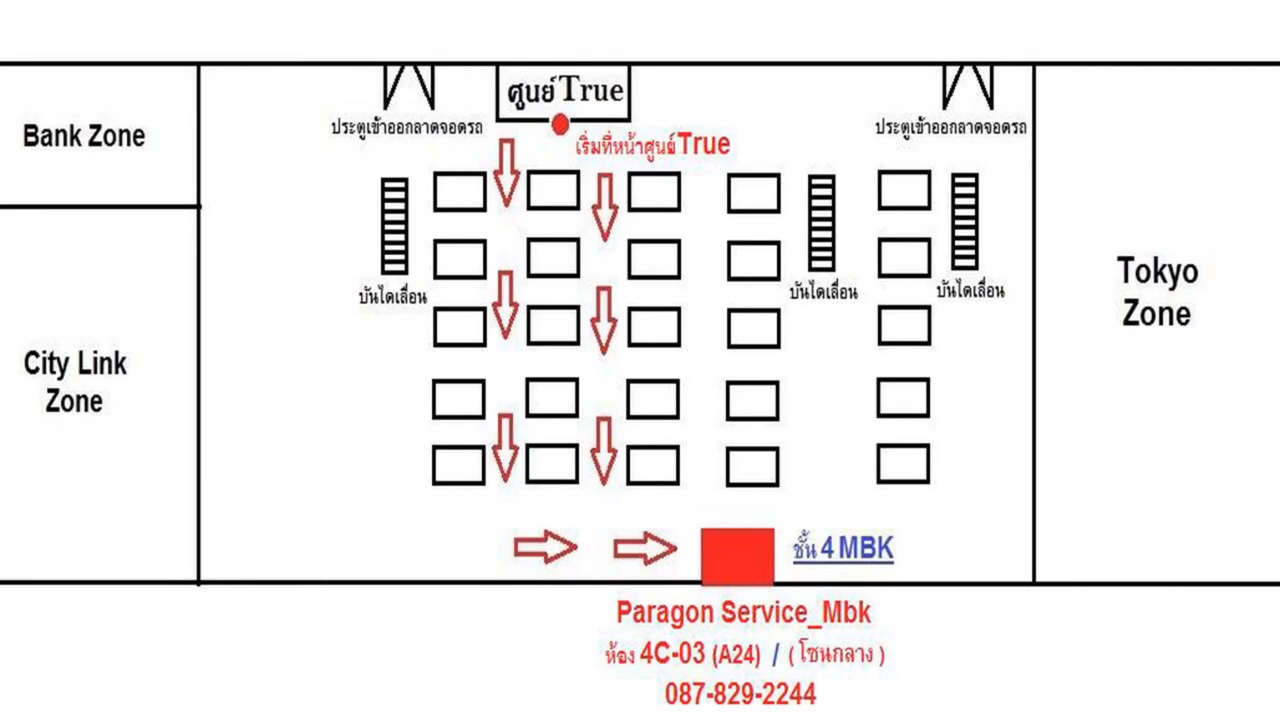 ศูนย์True
Bank Zone
ประตูเข้าออกลาดจอดรถ
ประตูเข้าออกลาดจอดรถ
เริ่มที่หน้าศูนย์True
บันไดเลื่อน
บันไดเลื่อน
บันไดเลื่อน
Tokyo
Zone
City Link
Zone
ชั้น 4 MBK
Paragon Service_Mbk
ห้อง 4C-03 (A24) / (โซนกลาง)
087-829-2244